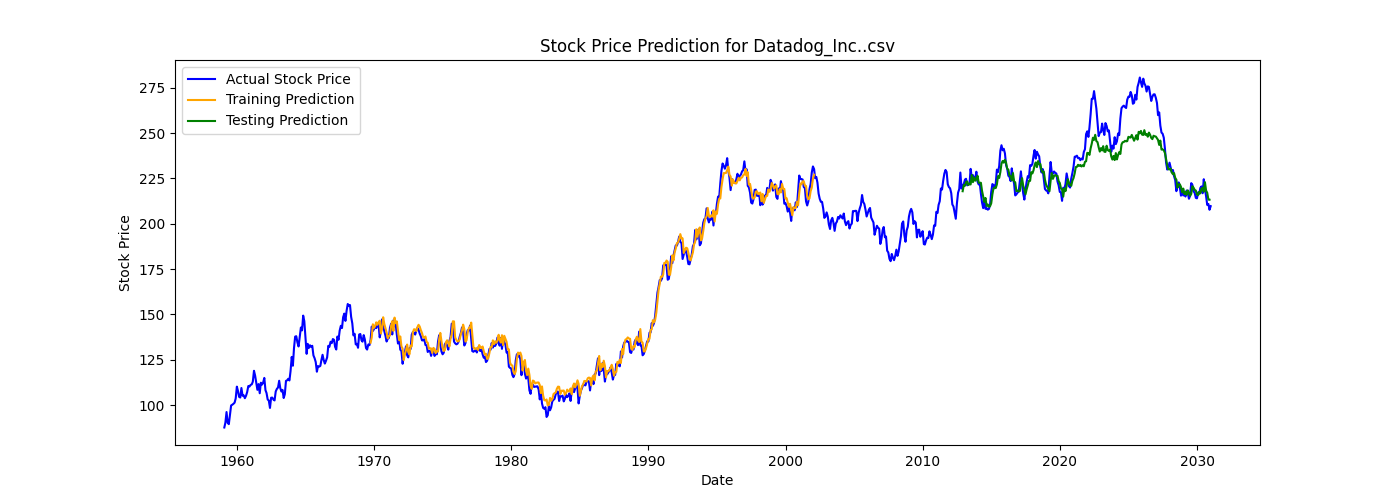 Stock Price Prediction for Datadog_Inc..csv
Actual Stock Price
Training Prediction
Testing Prediction
275
250
225
200
175
150
125
100
Stock Price
1960 1970 1980 1990 2000 2010 2020 2030
Date